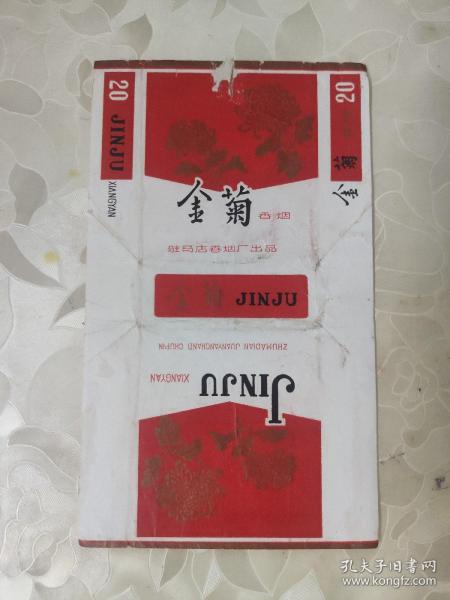 20 JINJU
XIANGYAN
20
金菊
金菊 香烟
驻马店卷烟厂出品
金菊 JINJU
ZHUMADIAN JUANYANCHANG CHUPIN
JINJU XIANGYAN
孔夫子旧书网
www.kongfz.com